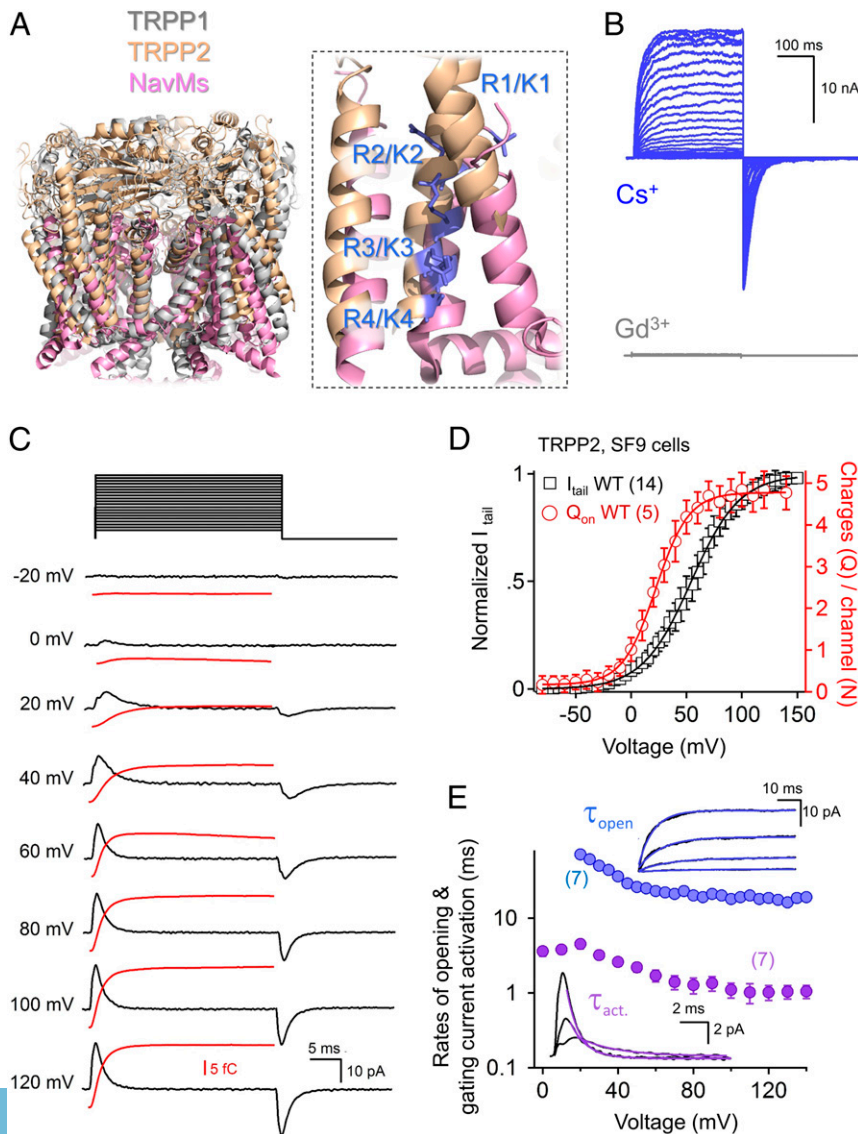 A
TRPP1
TRPP2
NavMs
R1/K1
R2/K2
R3/K3
R4/K4
B
100 ms
10 nA
Cs⁺
Gd³⁺
C
-20 mV
0 mV
20 mV
40 mV
60 mV
80 mV
100 mV
120 mV
5 fC
5 ms
10 pA
D
TRPP2, SF9 cells
I_tail WT (14)
Q_on WT (5)
Normalized I_tail
1
.5
0
Charges (Q) / channel (N)
5
4
3
2
1
0
-50 0 50 100 150
Voltage (mV)
E
10 ms
10 pA
τ_open
(7)
(7)
τ_act.
2 ms
2 pA
Rates of opening &
gating current activation (ms)
10
1
0.1
0 40 80 120
Voltage (mV)